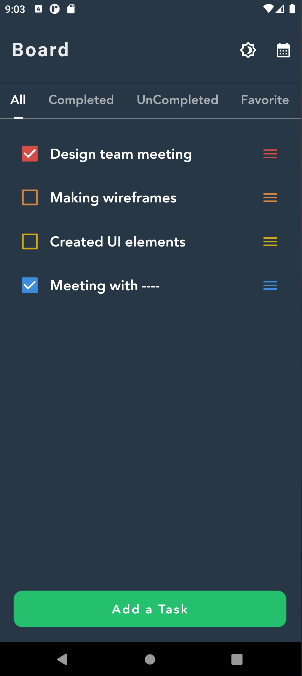 9:03
Board
All Completed UnCompleted Favorite
Design team meeting
Making wireframes
Created UI elements
Meeting with ----
Add a Task